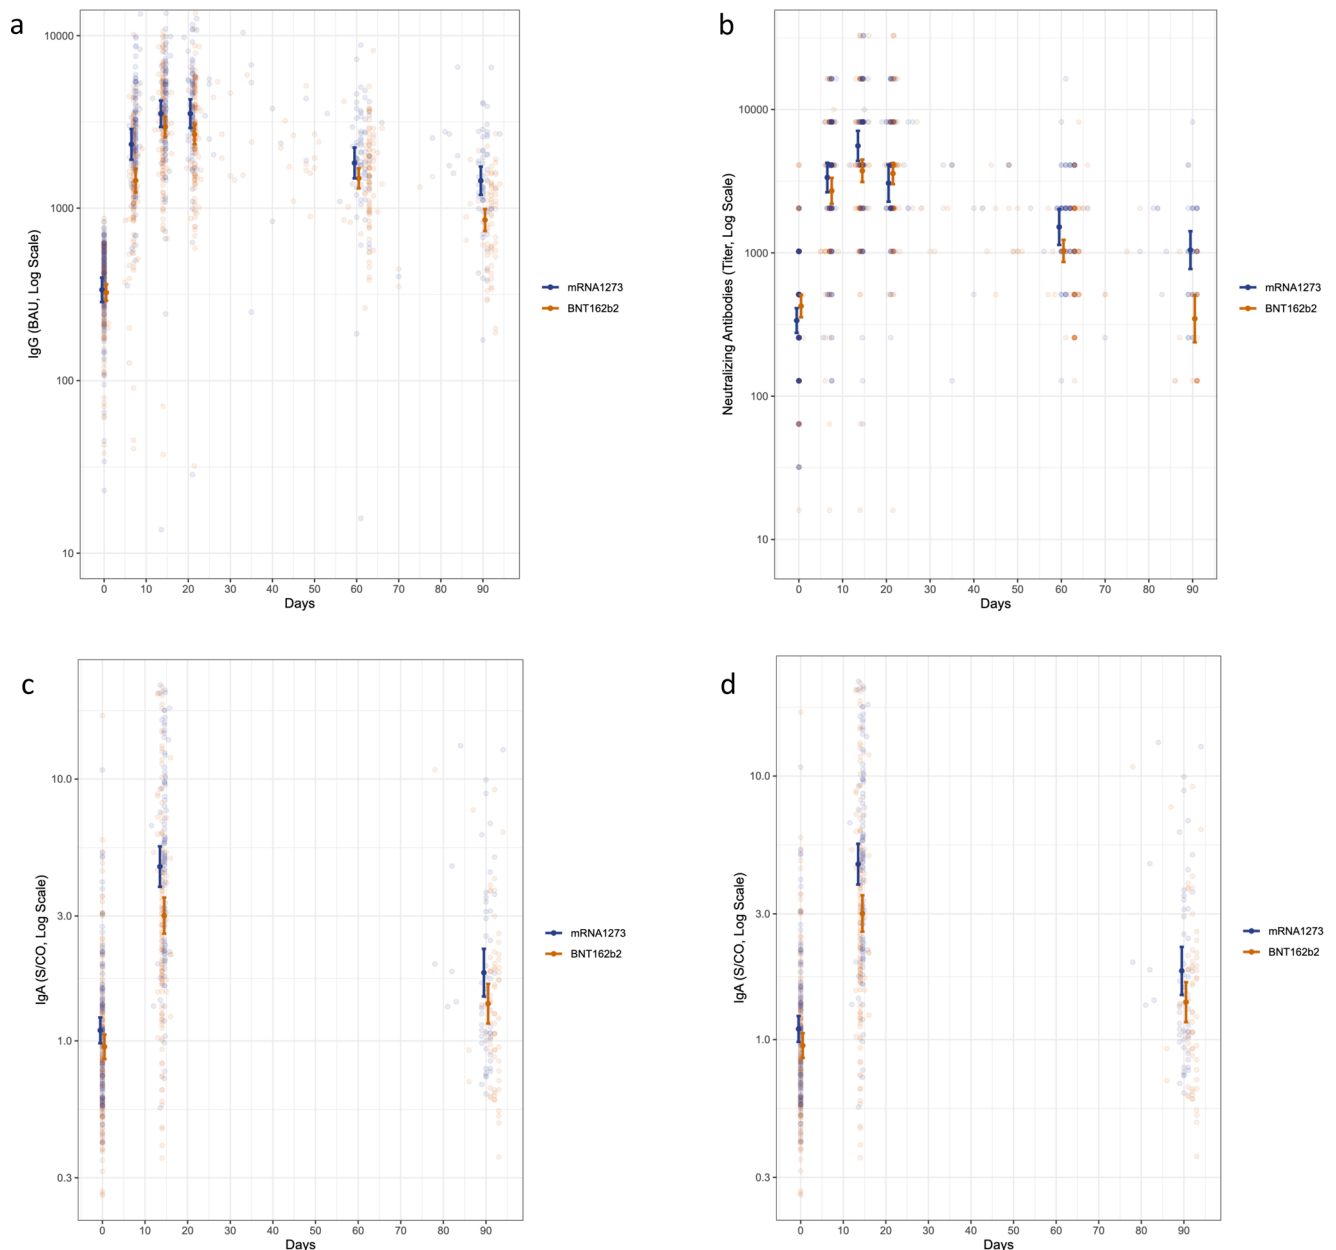 a
10000
1000
100
10
IgG (BAU, Log Scale)
0 10 20 30 40 50 60 70 80 90
Days
mRNA1273
BNT162b2
b
10000
1000
100
10
Neutralizing Antibodies (Titer, Log Scale)
0 10 20 30 40 50 60 70 80 90
Days
mRNA1273
BNT162b2
c
10.0
3.0
1.0
0.3
IgA (S/CO, Log Scale)
0 10 20 30 40 50 60 70 80 90
Days
mRNA1273
BNT162b2
d
10.0
3.0
1.0
0.3
IgA (S/CO, Log Scale)
0 10 20 30 40 50 60 70 80 90
Days
mRNA1273
BNT162b2